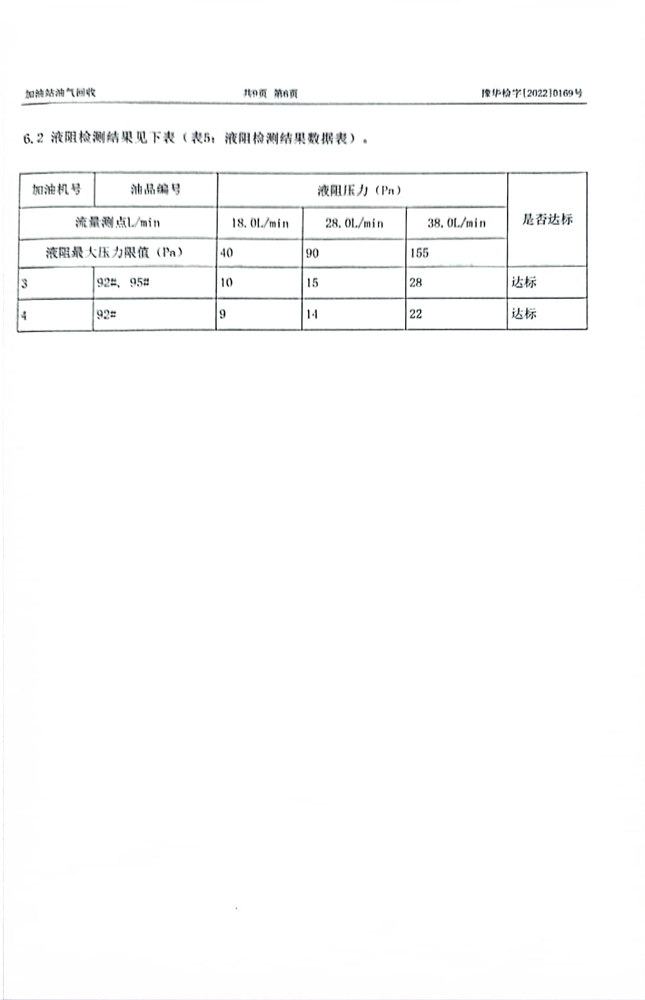 加油站油气回收 共9页 第6页 豫华检字[2022]0169号
6.2 液阻检测结果见下表（表5：液阻检测结果数据表）。
加油机号 油品编号 液阻压力（Pa） 是否达标
流量测点L/min 18.0L/min 28.0L/min 38.0L/min
液阻最大压力限值（Pa） 40 90 155
3 92#、95# 10 15 28 达标
4 92# 9 14 22 达标